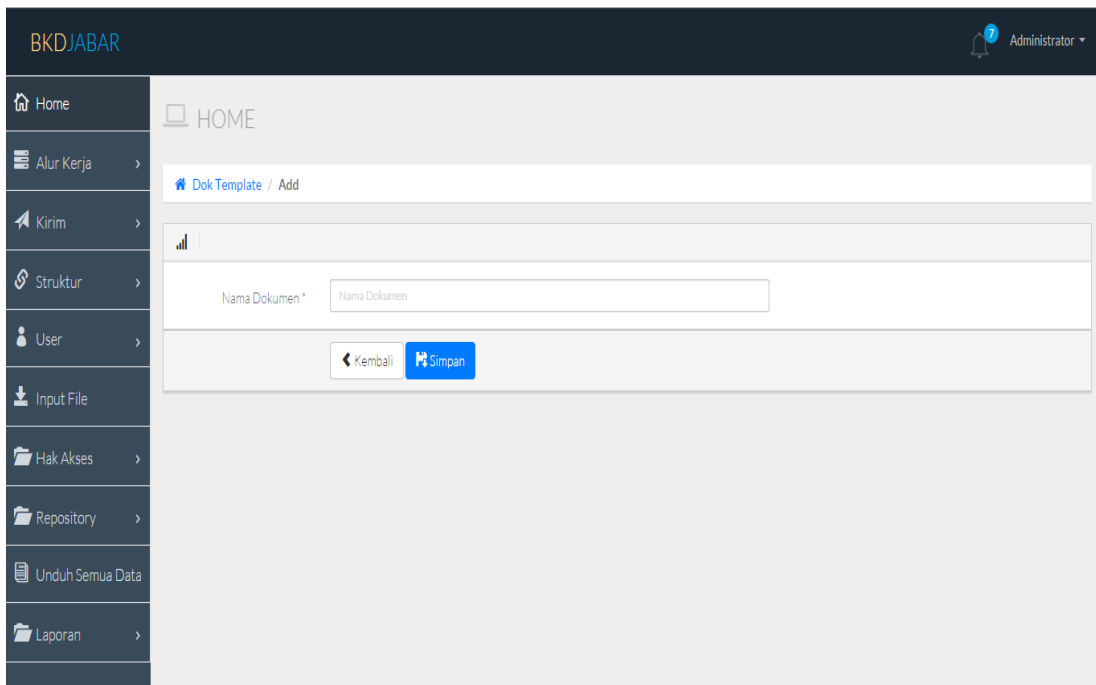 BKDJABAR
7
Administrator
Home
Alur Kerja
Kirim
Struktur
User
Input File
Hak Akses
Repository
Unduh Semua Data
Laporan
HOME
Dok Template / Add
Nama Dokumen * Nama Dokumen
Kembali Simpan